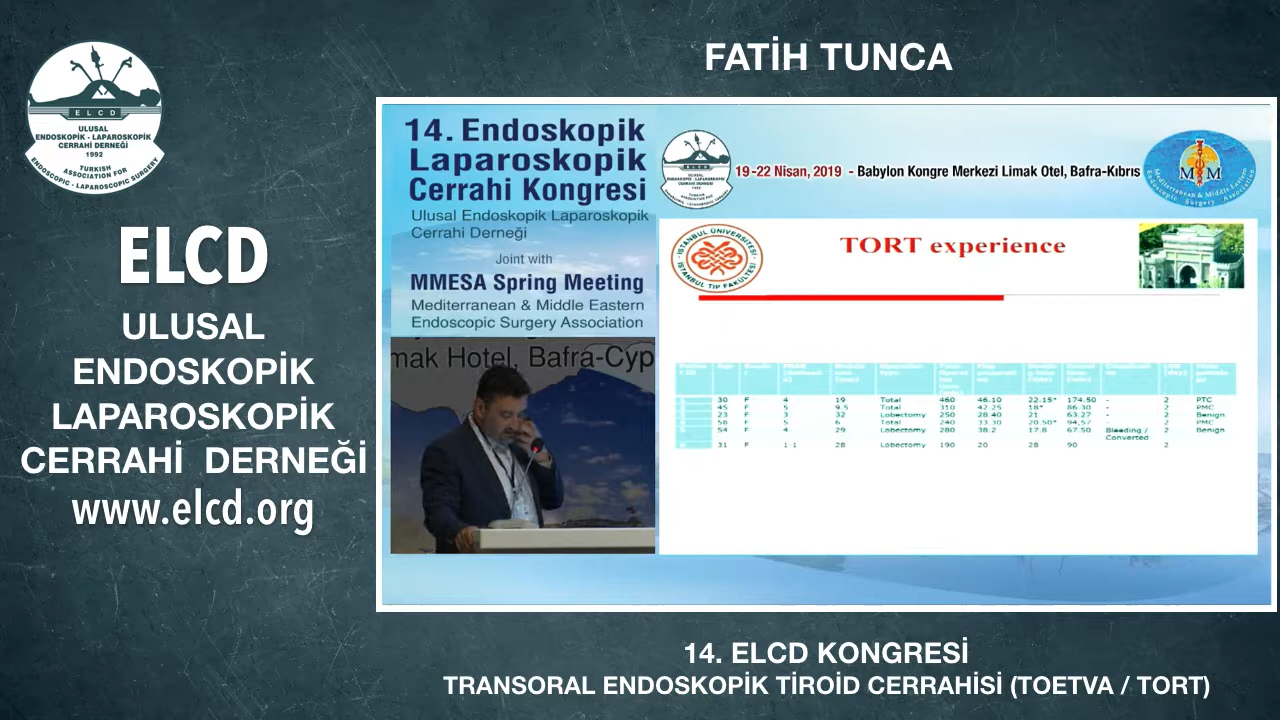 E L C D
ULUSAL
ENDOSKOPİK - LAPAROSKOPİK
CERRAHİ DERNEĞİ
1992
TURKISH
ASSOCIATION FOR
ENDOSCOPIC - LAPAROSCOPIC SURGERY
ELCD
ULUSAL
ENDOSKOPİK
LAPAROSKOPİK
CERRAHİ DERNEĞİ
www.elcd.org
FATİH TUNCA
14. Endoskopik
Laparoskopik
Cerrahi Kongresi
Ulusal Endoskopik Laparoskopik
Cerrahi Derneği
Joint with
MMESA Spring Meeting
Mediterranean & Middle Eastern
Endoscopic Surgery Association
19-22 Nisan, 2019 - Babylon Kongre Merkezi Limak Otel, Bafra-Kıbrıs
M M
Mediterranean & Middle Eastern
Endoscopic Surgery Association
mak Hotel, Bafra-Cyp
İSTANBUL ÜNİVERSİTESİ
İSTANBUL TIP FAKÜLTESİ
TORT experience
30 F 4 19 Total 460 46.10 22.15* 174.50 - 2 PTC
45 F 5 9.5 Total 310 42.25 18* 86.30 - 2 PMC
23 F 3 32 Lobectomy 250 28.40 21 63.27 - 2 Benign
58 F 5 6 Total 240 33.30 20.50* 94.57 2 PMC
54 F 4 29 Lobectomy 280 38.2 17.8 67.50 Bleeding / Converted 2 Benign
31 F 28 Lobectomy 190 20 28 90 2
14. ELCD KONGRESİ
TRANSORAL ENDOSKOPİK TİROİD CERRAHİSİ (TOETVA / TORT)